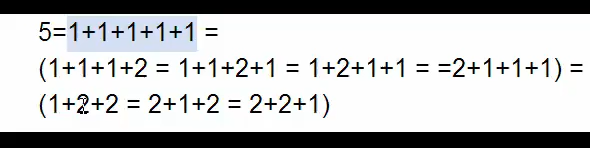 5=1+1+1+1+1 =
(1+1+1+2 = 1+1+2+1 = 1+2+1+1 = =2+1+1+1) =
(1+2+2 = 2+1+2 = 2+2+1)